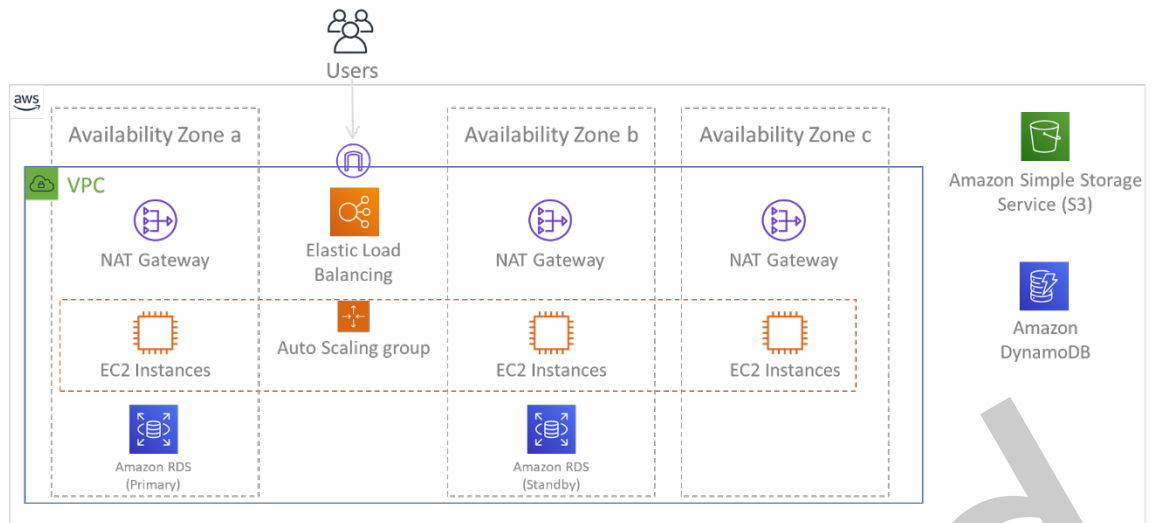 Users
aws
Availability Zone a
Availability Zone b
Availability Zone c
VPC
NAT Gateway
Elastic Load
Balancing
NAT Gateway
NAT Gateway
Amazon Simple Storage
Service (S3)
Auto Scaling group
EC2 Instances
EC2 Instances
EC2 Instances
Amazon
DynamoDB
Amazon RDS
(Primary)
Amazon RDS
(Standby)